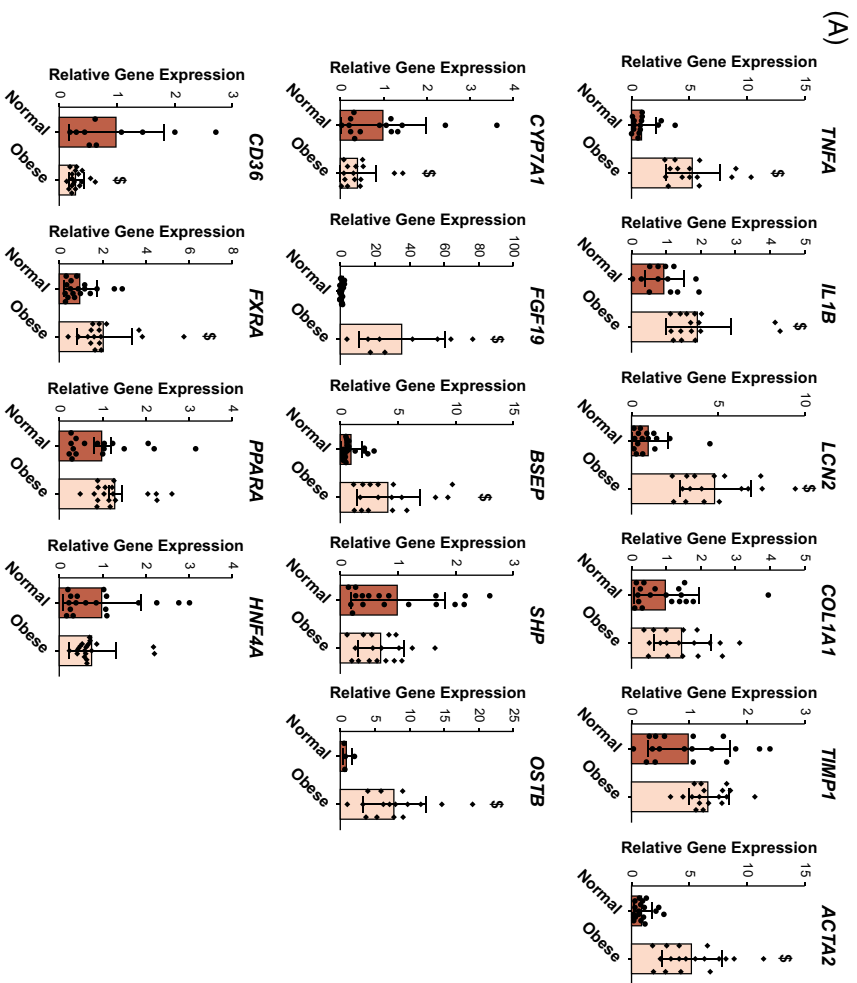 (A)
TNFA
Relative Gene Expression
15
10
5
0
$
Normal
Obese
IL1B
Relative Gene Expression
5
4
3
2
1
0
$
Normal
Obese
LCN2
Relative Gene Expression
10
5
0
$
Normal
Obese
COL1A1
Relative Gene Expression
5
4
3
2
1
0
Normal
Obese
TIMP1
Relative Gene Expression
3
2
1
0
Normal
Obese
ACTA2
Relative Gene Expression
15
10
5
0
$
Normal
Obese
CYP7A1
Relative Gene Expression
4
3
2
1
0
$
Normal
Obese
FGF19
Relative Gene Expression
100
80
60
40
20
0
$
Normal
Obese
BSEP
Relative Gene Expression
15
10
5
0
$
Normal
Obese
SHP
Relative Gene Expression
3
2
1
0
Normal
Obese
OSTB
Relative Gene Expression
25
20
15
10
5
0
$
Normal
Obese
CD36
Relative Gene Expression
3
2
1
0
$
Normal
Obese
FXRA
Relative Gene Expression
8
6
4
2
0
$
Normal
Obese
PPARA
Relative Gene Expression
4
3
2
1
0
Normal
Obese
HNF4A
Relative Gene Expression
4
3
2
1
0
Normal
Obese